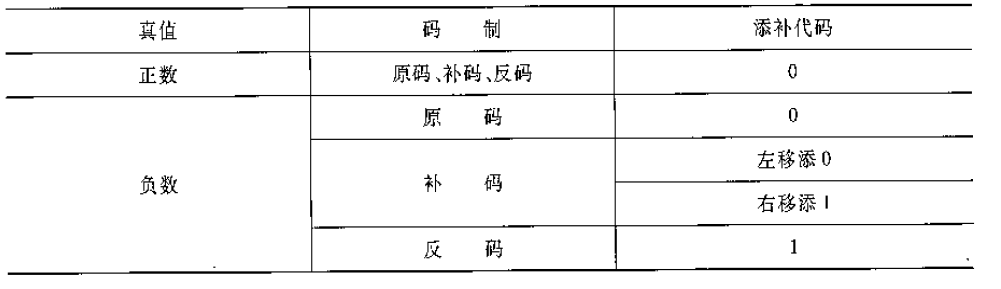 真值 码 制 添补代码
正数 原码、补码、反码 0
负数 原 码 0
补 码 左移添0
右移添1
反 码 1